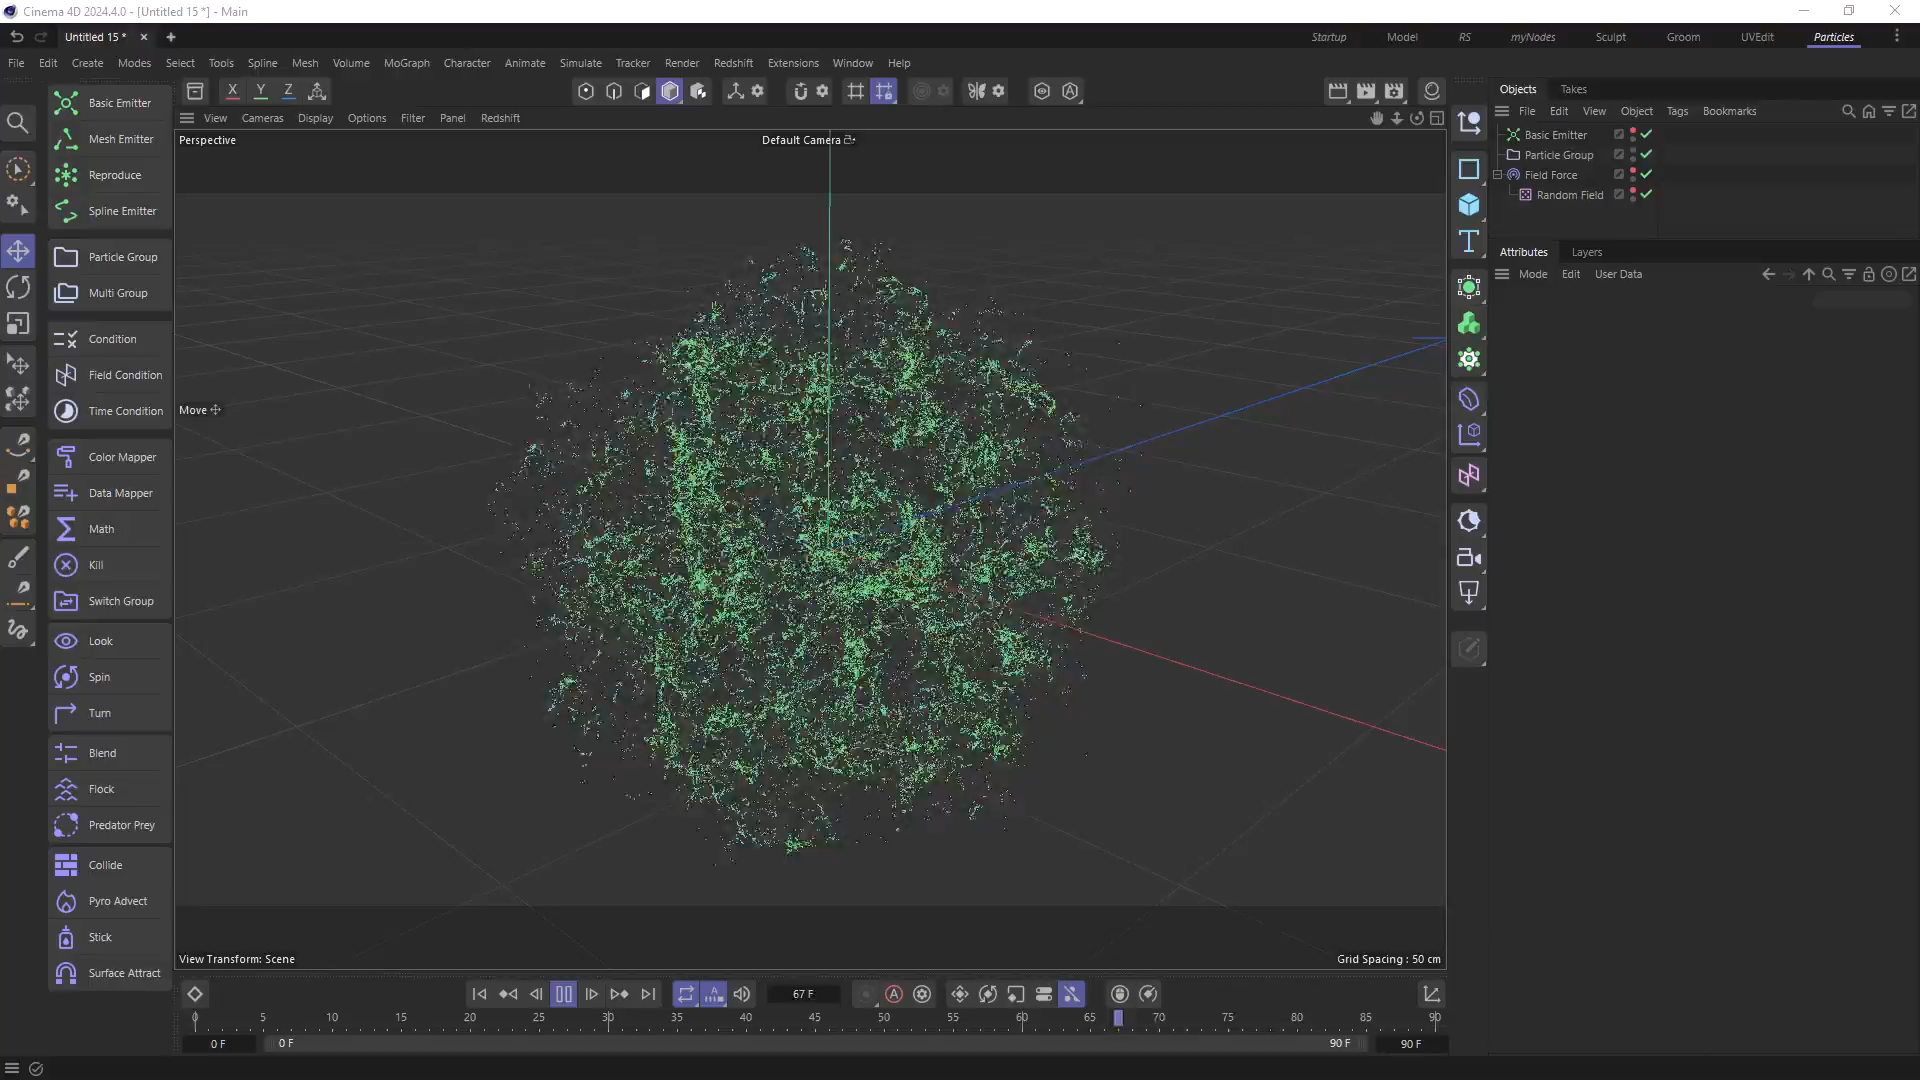 Cinema 4D 2024.4.0 - [Untitled 15 *] - Main
Untitled 15 *
Startup
Model
RS
myNodes
Sculpt
Groom
UVEdit
Particles
File
Edit
Create
Modes
Select
Tools
Spline
Mesh
Volume
MoGraph
Character
Animate
Simulate
Tracker
Render
Redshift
Extensions
Window
Help
X
Y
Z
View
Cameras
Display
Options
Filter
Panel
Redshift
Perspective
Default Camera
Move
View Transform: Scene
Grid Spacing : 50 cm
Basic Emitter
Mesh Emitter
Reproduce
Spline Emitter
Particle Group
Multi Group
Condition
Field Condition
Time Condition
Color Mapper
Data Mapper
Math
Kill
Switch Group
Look
Spin
Turn
Blend
Flock
Predator Prey
Collide
Pyro Advect
Stick
Surface Attract
Objects
Takes
File
Edit
View
Object
Tags
Bookmarks
Basic Emitter
Particle Group
Field Force
Random Field
Attributes
Layers
Mode
Edit
User Data
67 F
0
5
10
15
20
25
30
35
40
45
50
55
60
65
70
75
80
85
90
0 F
0 F
90 F
90 F